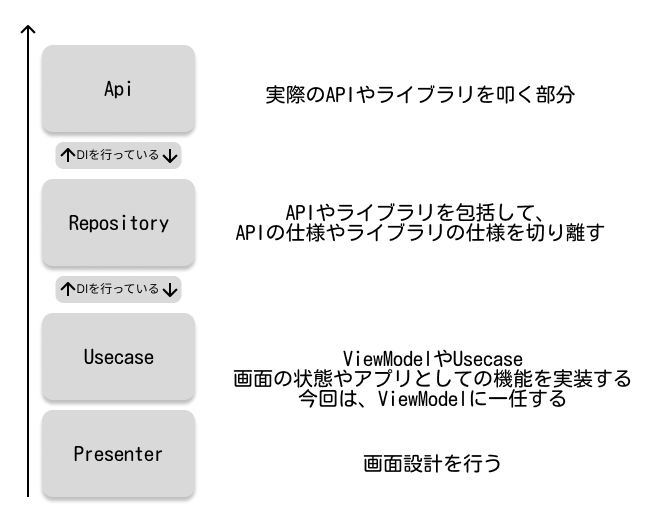 Api
実際のAPIやライブラリを叩く部分
↑DIを行っている↓
Repository
APIやライブラリを包括して、
APIの仕様やライブラリの仕様を切り離す
↑DIを行っている↓
Usecase
ViewModelやUsecase
画面の状態やアプリとしての機能を実装する
今回は、ViewModelに一任する
Presenter
画面設計を行う